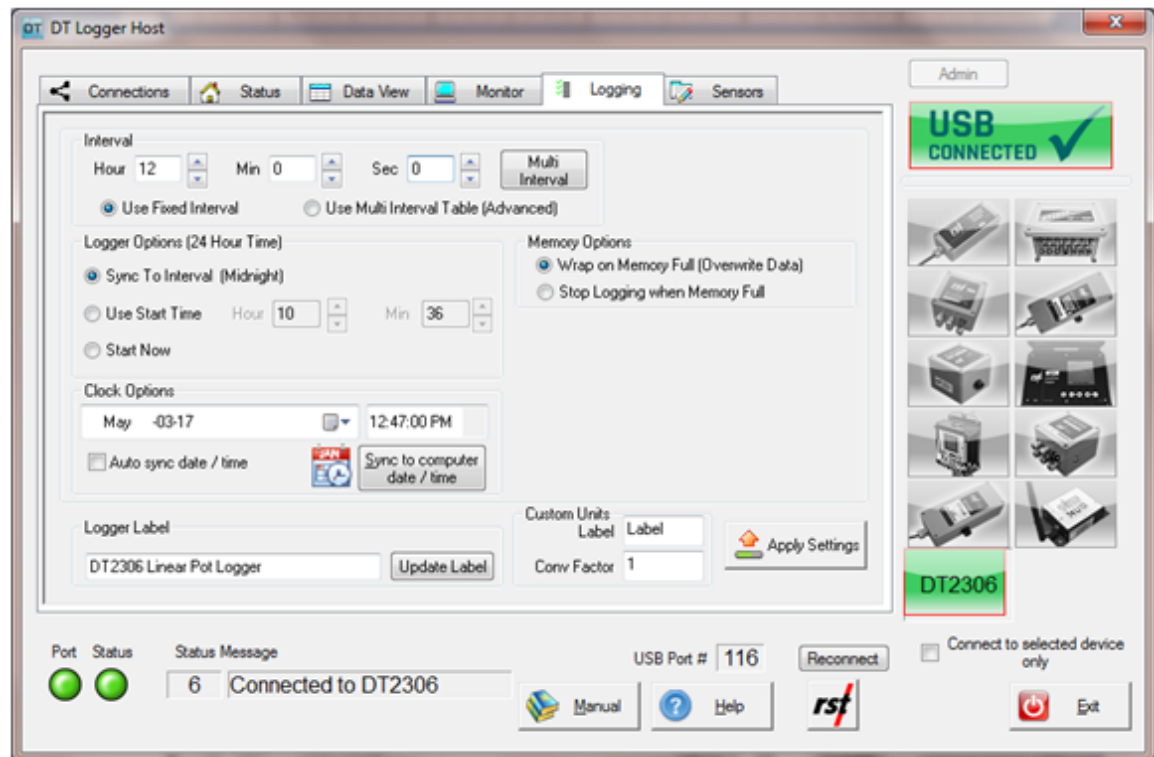 DT DT Logger Host
Admin
Connections Status Data View Monitor Logging Sensors
USB
CONNECTED
Interval
Hour 12 Min 0 Sec 0 Multi
Interval
Use Fixed Interval Use Multi Interval Table (Advanced)
Logger Options (24 Hour Time)
Sync To Interval (Midnight)
Use Start Time Hour 10 Min 36
Start Now
Memory Options
Wrap on Memory Full (Overwrite Data)
Stop Logging when Memory Full
Clock Options
May -03-17 12:47:00 PM
Auto sync date / time
JAN
Sync to computer
date / time
Logger Label
DT2306 Linear Pot Logger Update Label
Custom Units
Label Label
Conv Factor 1
Apply Settings
DT2306
Port Status Status Message
6 Connected to DT2306
USB Port # 116 Reconnect
Connect to selected device
only
Manual Help rst Exit